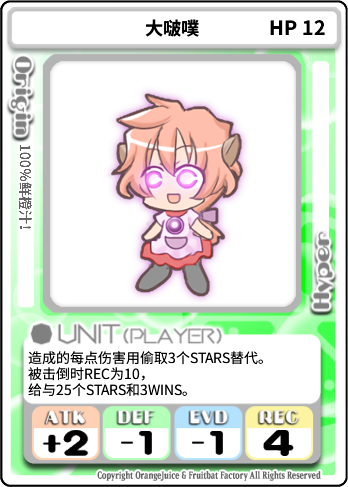 大啵噗 HP 12
Origin
100%鲜橙汁！
Hyper
UNIT(PLAYER)
造成的每点伤害用偷取3个STARS替代。
被击倒时REC为10，
给与25个STARS和3WINS。
ATK DEF EVD REC
+2 -1 -1 4
Copyright Orangejuice & Fruitbat Factory All Rights Reserved